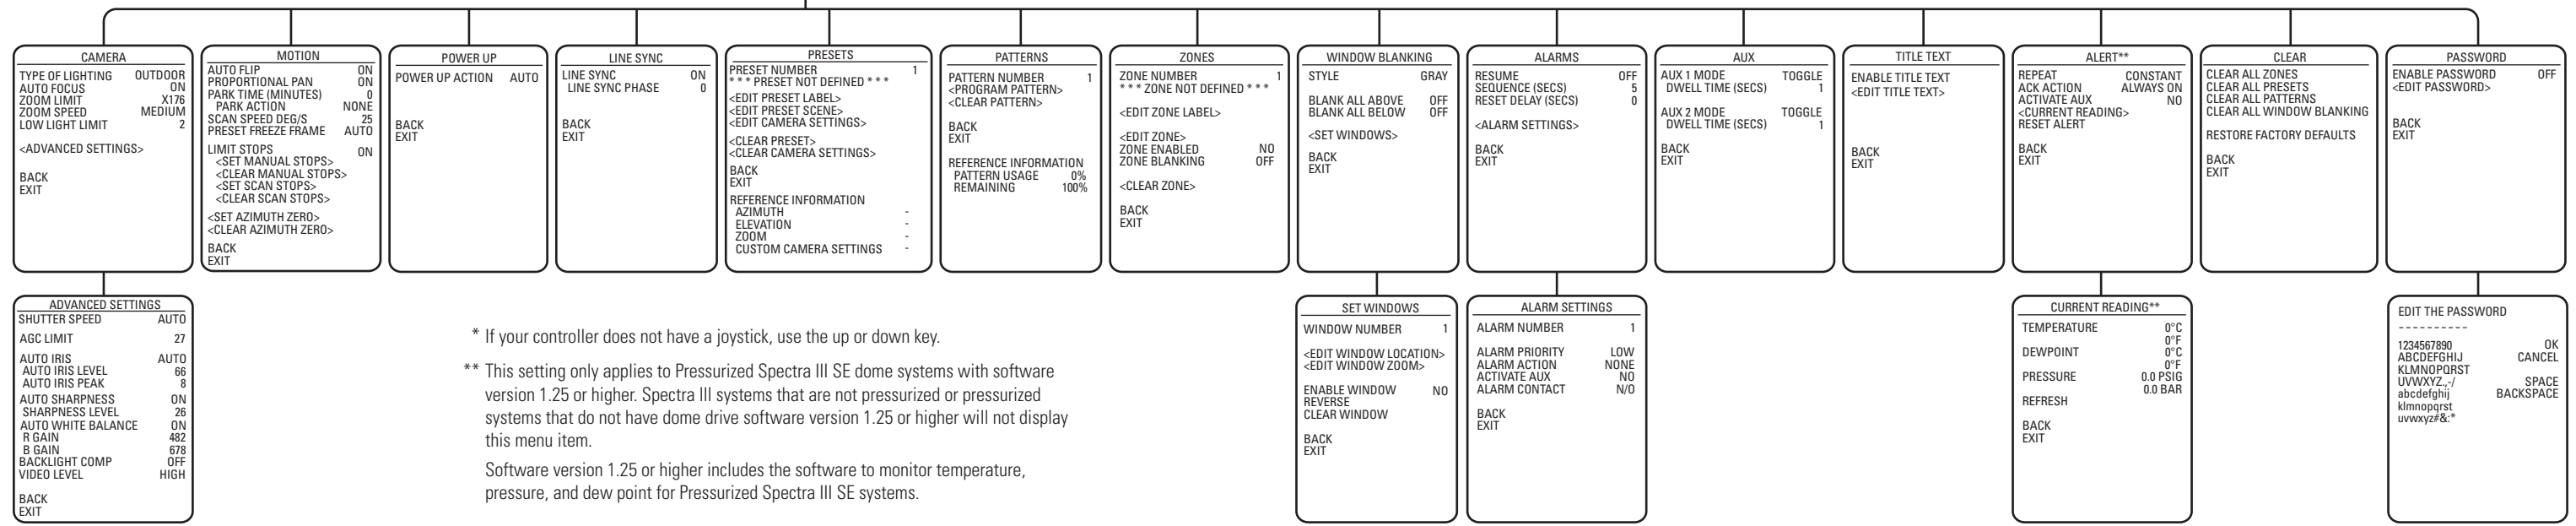 CAMERA
TYPE OF LIGHTING OUTDOOR
AUTO FOCUS ON
ZOOM LIMIT X176
ZOOM SPEED MEDIUM
LOW LIGHT LIMIT 2
<ADVANCED SETTINGS>
BACK
EXIT
MOTION
AUTO FLIP ON
PROPORTIONAL PAN ON
PARK TIME (MINUTES) 0
PARK ACTION NONE
SCAN SPEED DEG/S 25
PRESET FREEZE FRAME AUTO
LIMIT STOPS ON
<SET MANUAL STOPS>
<CLEAR MANUAL STOPS>
<SET SCAN STOPS>
<CLEAR SCAN STOPS>
<SET AZIMUTH ZERO>
<CLEAR AZIMUTH ZERO>
BACK
EXIT
POWER UP
POWER UP ACTION AUTO
BACK
EXIT
LINE SYNC
LINE SYNC ON
LINE SYNC PHASE 0
BACK
EXIT
PRESETS
PRESET NUMBER 1
* * * PRESET NOT DEFINED * * *
<EDIT PRESET LABEL>
<EDIT PRESET SCENE>
<EDIT CAMERA SETTINGS>
<CLEAR PRESET>
<CLEAR CAMERA SETTINGS>
BACK
EXIT
REFERENCE INFORMATION
AZIMUTH -
ELEVATION -
ZOOM -
CUSTOM CAMERA SETTINGS -
PATTERNS
PATTERN NUMBER 1
<PROGRAM PATTERN>
<CLEAR PATTERN>
BACK
EXIT
REFERENCE INFORMATION
PATTERN USAGE 0%
REMAINING 100%
ZONES
ZONE NUMBER 1
* * * ZONE NOT DEFINED * * *
<EDIT ZONE LABEL>
<EDIT ZONE>
ZONE ENABLED NO
ZONE BLANKING OFF
<CLEAR ZONE>
BACK
EXIT
WINDOW BLANKING
STYLE GRAY
BLANK ALL ABOVE OFF
BLANK ALL BELOW OFF
<SET WINDOWS>
BACK
EXIT
ALARMS
RESUME OFF
SEQUENCE (SECS) 5
RESET DELAY (SECS) 0
<ALARM SETTINGS>
BACK
EXIT
AUX
AUX 1 MODE TOGGLE
DWELL TIME (SECS) 1
AUX 2 MODE TOGGLE
DWELL TIME (SECS) 1
BACK
EXIT
TITLE TEXT
ENABLE TITLE TEXT
<EDIT TITLE TEXT>
BACK
EXIT
ALERT**
REPEAT CONSTANT
ACK ACTION ALWAYS ON
ACTIVATE AUX NO
<CURRENT READING>
RESET ALERT
BACK
EXIT
CLEAR
CLEAR ALL ZONES
CLEAR ALL PRESETS
CLEAR ALL PATTERNS
CLEAR ALL WINDOW BLANKING
RESTORE FACTORY DEFAULTS
BACK
EXIT
PASSWORD
ENABLE PASSWORD OFF
<EDIT PASSWORD>
BACK
EXIT
ADVANCED SETTINGS
SHUTTER SPEED AUTO
AGC LIMIT 27
AUTO IRIS AUTO
AUTO IRIS LEVEL 66
AUTO IRIS PEAK 8
AUTO SHARPNESS ON
SHARPNESS LEVEL 26
AUTO WHITE BALANCE ON
R GAIN 482
B GAIN 678
BACKLIGHT COMP OFF
VIDEO LEVEL HIGH
BACK
EXIT
* If your controller does not have a joystick, use the up or down key.
** This setting only applies to Pressurized Spectra III SE dome systems with software
version 1.25 or higher. Spectra III systems that are not pressurized or pressurized
systems that do not have dome drive software version 1.25 or higher will not display
this menu item.
Software version 1.25 or higher includes the software to monitor temperature,
pressure, and dew point for Pressurized Spectra III SE systems.
SET WINDOWS
WINDOW NUMBER 1
<EDIT WINDOW LOCATION>
<EDIT WINDOW ZOOM>
ENABLE WINDOW NO
REVERSE
CLEAR WINDOW
BACK
EXIT
ALARM SETTINGS
ALARM NUMBER 1
ALARM PRIORITY LOW
ALARM ACTION NONE
ACTIVATE AUX NO
ALARM CONTACT N/O
BACK
EXIT
CURRENT READING**
TEMPERATURE 0°C
0°F
DEWPOINT 0°C
0°F
PRESSURE 0.0 PSIG
0.0 BAR
REFRESH
BACK
EXIT
EDIT THE PASSWORD
- - - - - - - - - -
1234567890 OK
ABCDEFGHIJ CANCEL
KLMNOPQRST
UVWXYZ.,-/ SPACE
abcdefghij BACKSPACE
klmnopqrst
uvwxyz#&:*